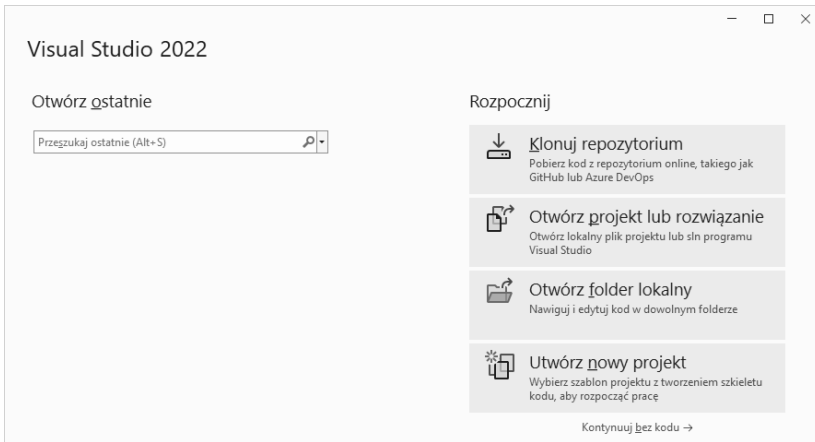 Visual Studio 2022
Otwórz ostatnie
Przeszukaj ostatnie (Alt+S)
Rozpocznij
Klonuj repozytorium
Pobierz kod z repozytorium online, takiego jak
GitHub lub Azure DevOps
Otwórz projekt lub rozwiązanie
Otwórz lokalny plik projektu lub sln programu
Visual Studio
Otwórz folder lokalny
Nawiguj i edytuj kod w dowolnym folderze
Utwórz nowy projekt
Wybierz szablon projektu z tworzeniem szkieletu
kodu, aby rozpocząć pracę
Kontynuuj bez kodu →